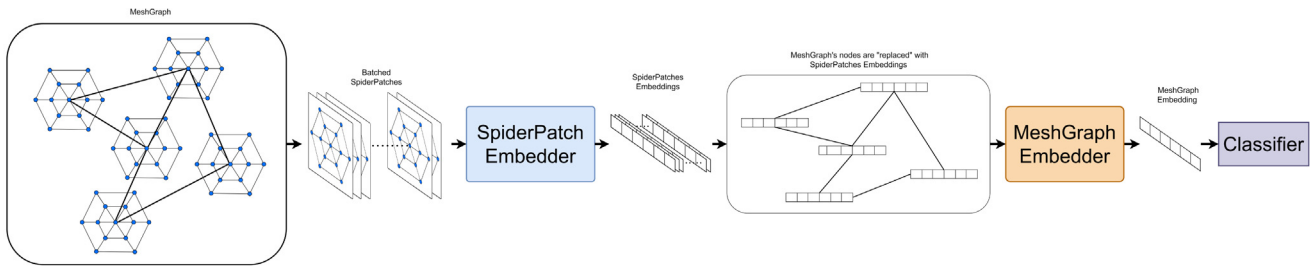 MeshGraph
Batched
SpiderPatches
SpiderPatch
Embedder
SpiderPatches
Embeddings
MeshGraph's nodes are "replaced" with
SpiderPatches Embeddings
MeshGraph
Embedder
MeshGraph
Embedding
Classifier